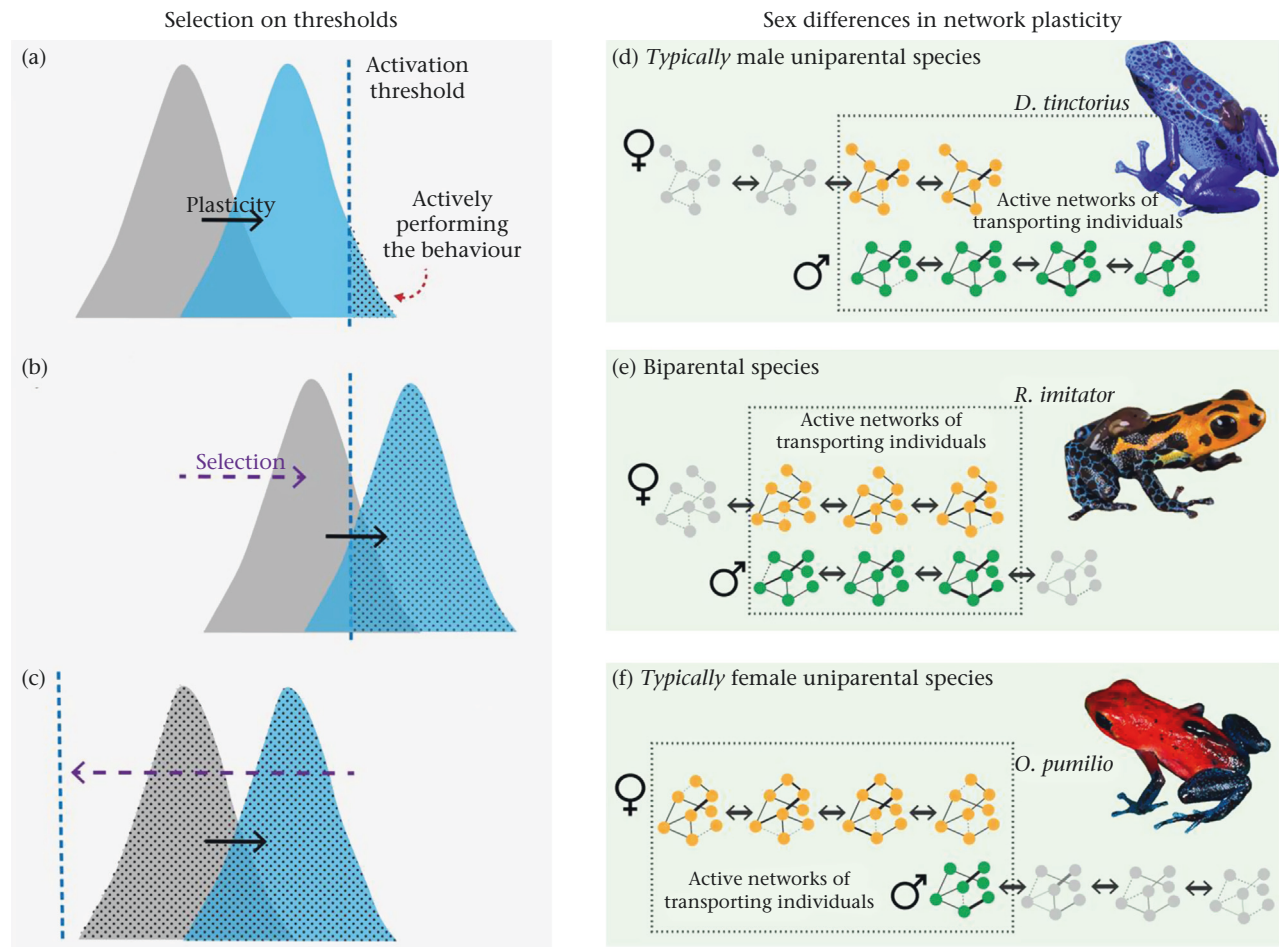 Selection on thresholds
(a)
Activation
threshold
Plasticity
Actively
performing
the behaviour
(b)
Selection
(c)
Sex differences in network plasticity
(d) Typically male uniparental species
D. tinctorius
♀
Active networks of
transporting individuals
♂
(e) Biparental species
R. imitator
Active networks of
transporting individuals
♀
♂
(f) Typically female uniparental species
O. pumilio
♀
Active networks of
transporting individuals
♂